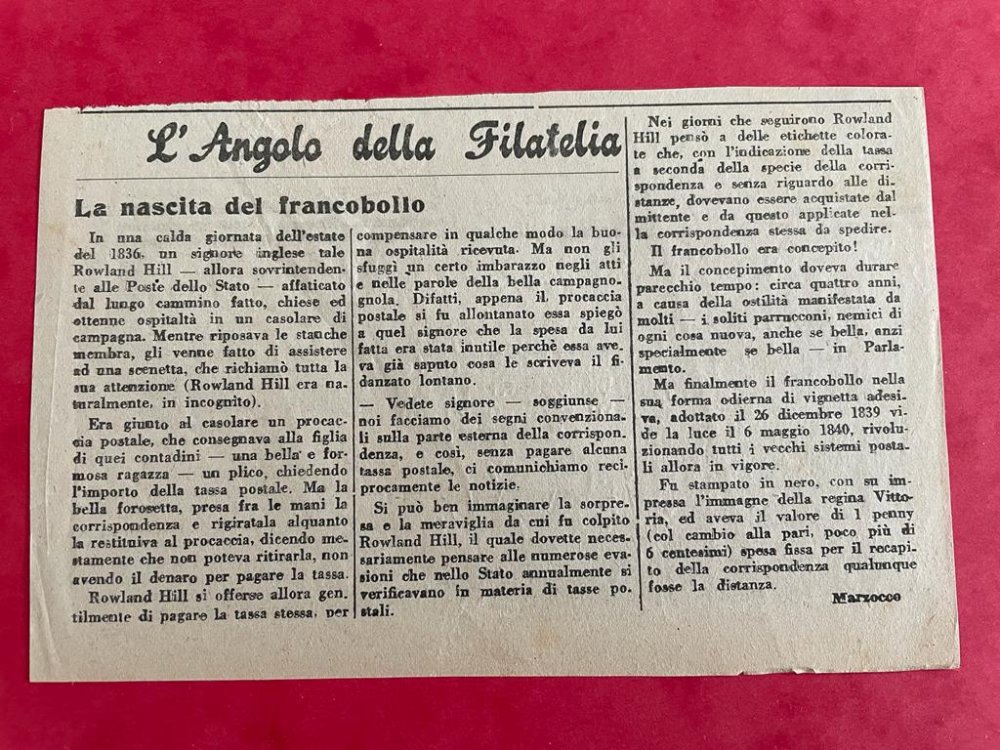 L'Angolo della Filatelia
La nascita del francobollo
In una calda giornata dell'estate
del 1836, un signore inglese tale
Rowland Hill — allora sovrintenden-
te alle Poste dello Stato — affaticato
dal lungo cammino fatto, chiese ed
ottenne ospitaltà in un casolare di
campagna. Mentre riposava le stanche
membra, gli venne fatto di assistere
ad una scenetta, che richiamò tutta la
sua attenzione (Rowland Hill era na-
turalmente, in incognito).
Era giunto al casolare un procac-
cia postale, che consegnava alla figlia
di quei contadini — una bella e for-
mosa ragazza — un plico, chiedendo
l'importo della tassa postale. Ma la
bella forosetta, presa fra le mani la
corrispondenza e rigiratala alquanto
la restituiva al procaccia, dicendo me-
stamente che non poteva ritirarla, non
avendo il denaro per pagare la tassa.
Rowland Hill si offerse allora gen-
tilmente di pagare la tassa stessa, per
compensare in qualche modo la buo-
na ospitalità ricevuta. Ma non gli
sfuggì un certo imbarazzo negli atti
e nelle parole della bella campagno-
gnola. Difatti, appena il procaccia
postale si fu allontanato essa spiegò
a quel signore che la spesa da lui
fatta era stata inutile perchè essa ave-
va già saputo cosa le scriveva il fi-
danzato lontano.
— Vedete signore — soggiunse —
noi facciamo dei segni convenziona-
li sulla parte esterna della corrispon-
denza, e così, senza pagare alcuna
tassa postale, ci comunichiamo reci-
procamente le notizie.
Si può ben immaginare la sorpre-
sa e la meraviglia da cui fu colpito
Rowland Hill, il quale dovette neces-
sariamente pensare alle numerose eva-
sioni che nello Stato annualmente si
verificavano in materia di tasse po-
stali.
Nei giorni che seguirono Rowland
Hill pensò a delle etichette colora-
te che, con l'indicazione della tassa
a seconda della specie della corri-
spondenza e senza riguardo alle di-
stanze, dovevano essere acquistate dal
mittente e da questo applicate nel-
la corrispondenza stessa da spedire.
Il francobollo era concepito!
Ma il concepimento doveva durare
parecchio tempo: circa quattro anni,
a causa della ostilità manifestata da
molti — i soliti parrucconi, nemici di
ogni cosa nuova, anche se bella, anzi
specialmente se bella — in Parla-
mento.
Ma finalmente il francobollo nella
sua forma odierna di vignetta adesi-
va, adottato il 26 dicembre 1839 vi-
de la luce il 6 maggio 1840, rivolu-
zionando tutti i vecchi sistemi posta-
li allora in vigore.
Fu stampato in nero, con su im-
pressa l'immagne della regina Vitto-
ria, ed aveva il valore di 1 penny
(col cambio alla pari, poco più di
6 centesimi) spesa fissa per il recapi-
to della corrispondenza qualunque
fosse la distanza.
Marzocco